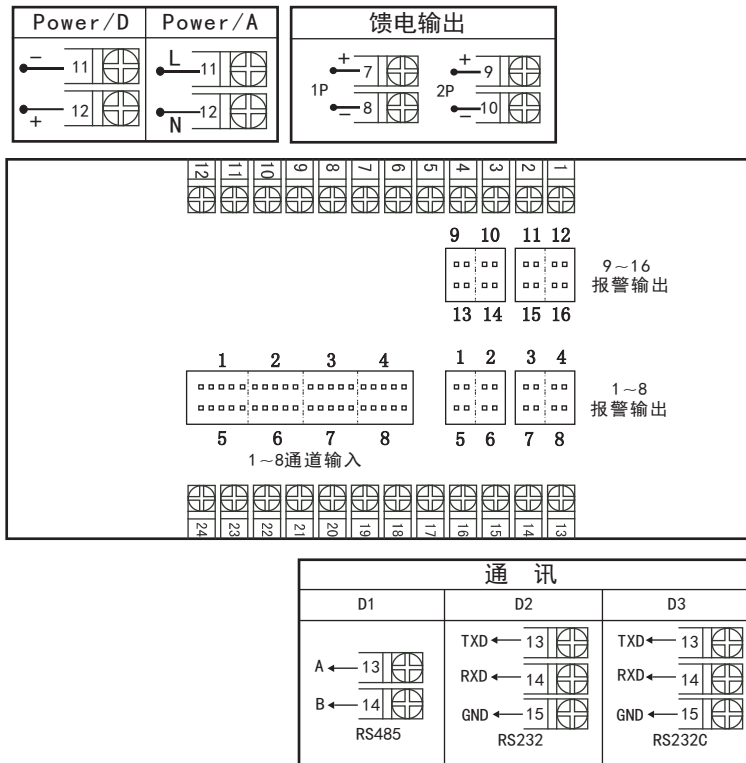 Power/D Power/A
− 11 L 11
+ 12 N 12
馈电输出
+ 7 + 9
1P 2P
− 8 − 10
12 11 10 9 8 7 6 5 4 3 2 1
9 10 11 12
9~16
报警输出
13 14 15 16
1 2 3 4
1 2 3 4
1~8
报警输出
5 6 7 8
5 6 7 8
1~8通道输入
24 23 22 21 20 19 18 17 16 15 14 13
通 讯
D1 D2 D3
TXD 13 TXD 13
A 13
RXD 14 RXD 14
B 14
GND 15 GND 15
RS485 RS232 RS232C